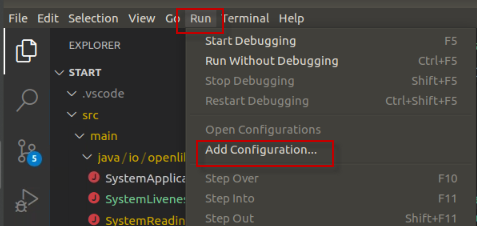 File Edit Selection View Go Run Terminal Help
EXPLORER
START
.vscode
src
main
java/io/openlib
SystemApplica
SystemLivenes
SystemReadin
5
Start Debugging F5
Run Without Debugging Ctrl+F5
Stop Debugging Shift+F5
Restart Debugging Ctrl+Shift+F5
Open Configurations
Add Configuration...
Step Over F10
Step Into F11
Step Out Shift+F11